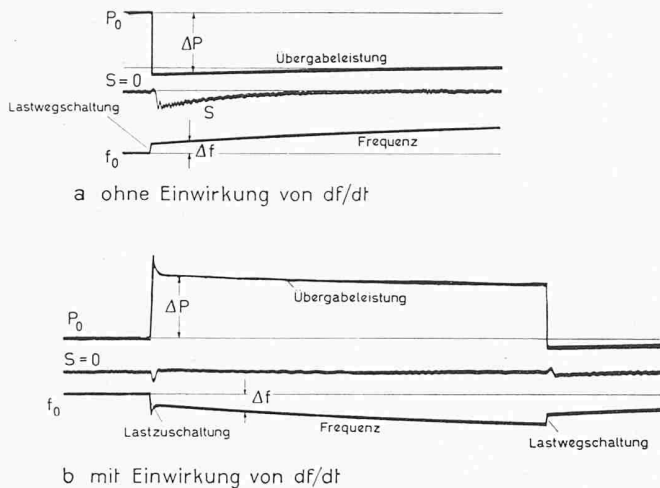 P₀
ΔP
Übergabeleistung
S=0
S
Lastwegschaltung
Frequenz
f₀
Δf
a ohne Einwirkung von df/dt
ΔP
Übergabeleistung
P₀
S=0
f₀
Δf
Lastzuschaltung
Frequenz
Lastwegschaltung
b mit Einwirkung von df/dt